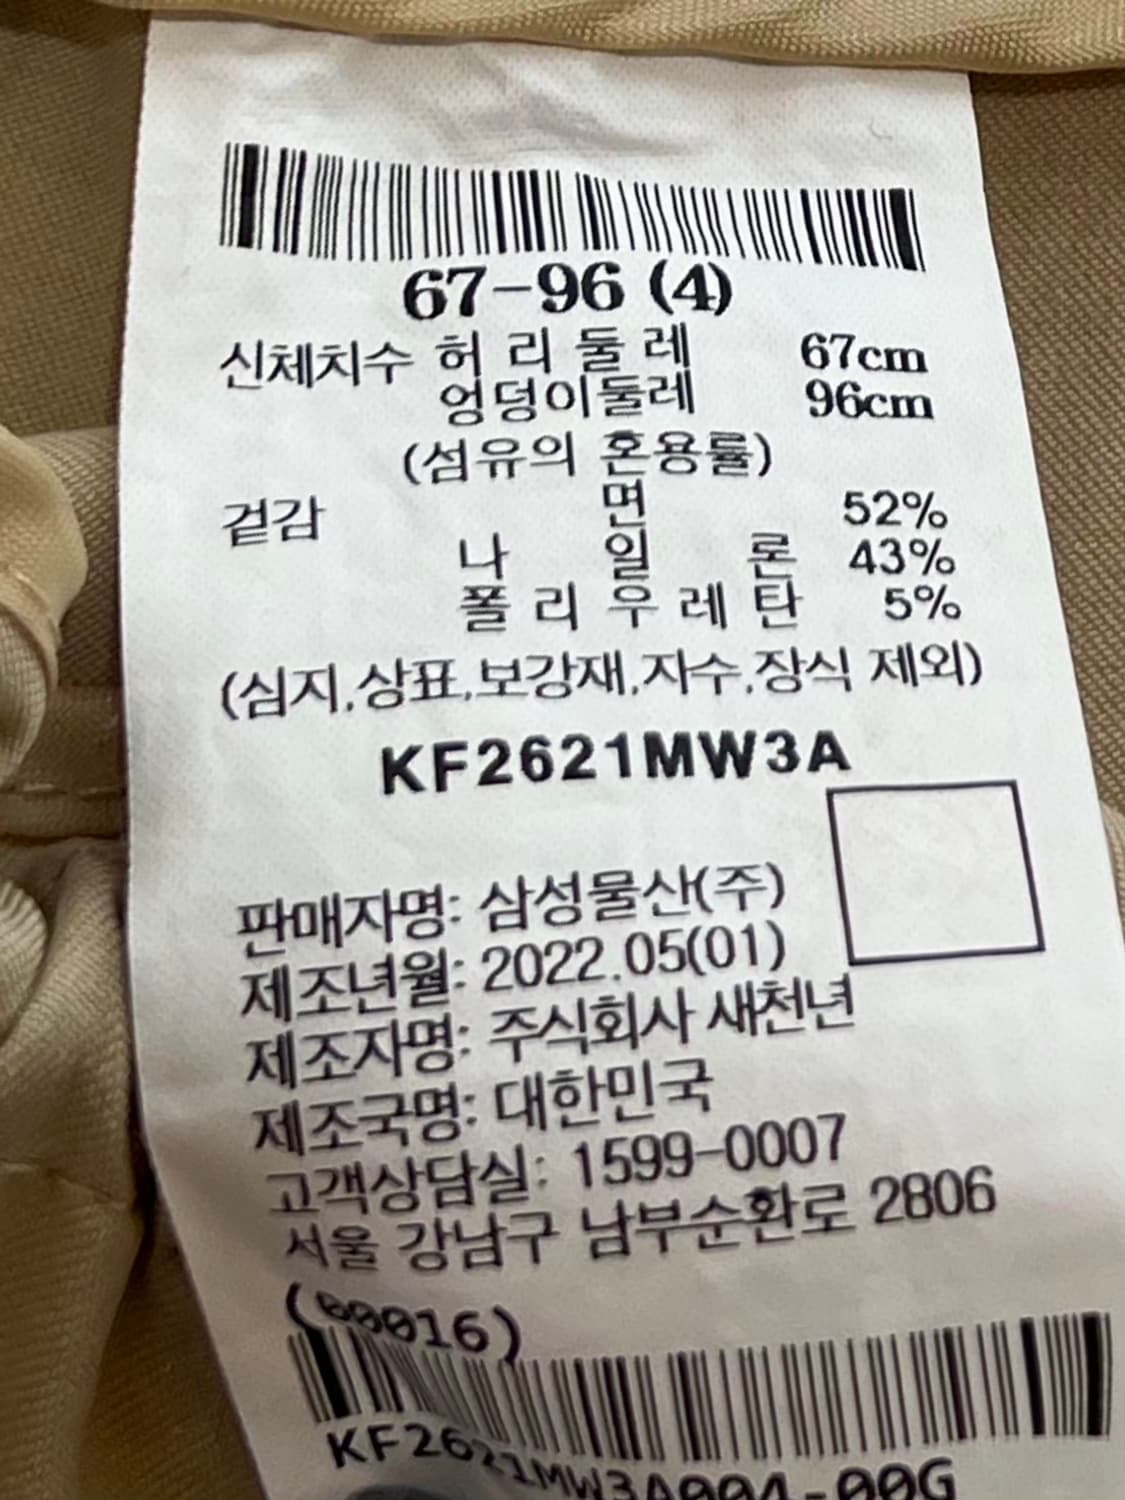 67-96 (4)
신체치수 허리둘레 67cm
엉덩이둘레 96cm
(섬유의 혼용률)
겉감 면 52%
나일론 43%
폴리우레탄 5%
(심지,상표,보강재,자수,장식 제외)
KF2621MW3A
판매자명: 삼성물산(주)
제조년월: 2022.05(01)
제조자명: 주식회사 새천년
제조국명: 대한민국
고객상담실: 1599-0007
서울 강남구 남부순환로 2806
(00016)
KF2621MW3A004-00G